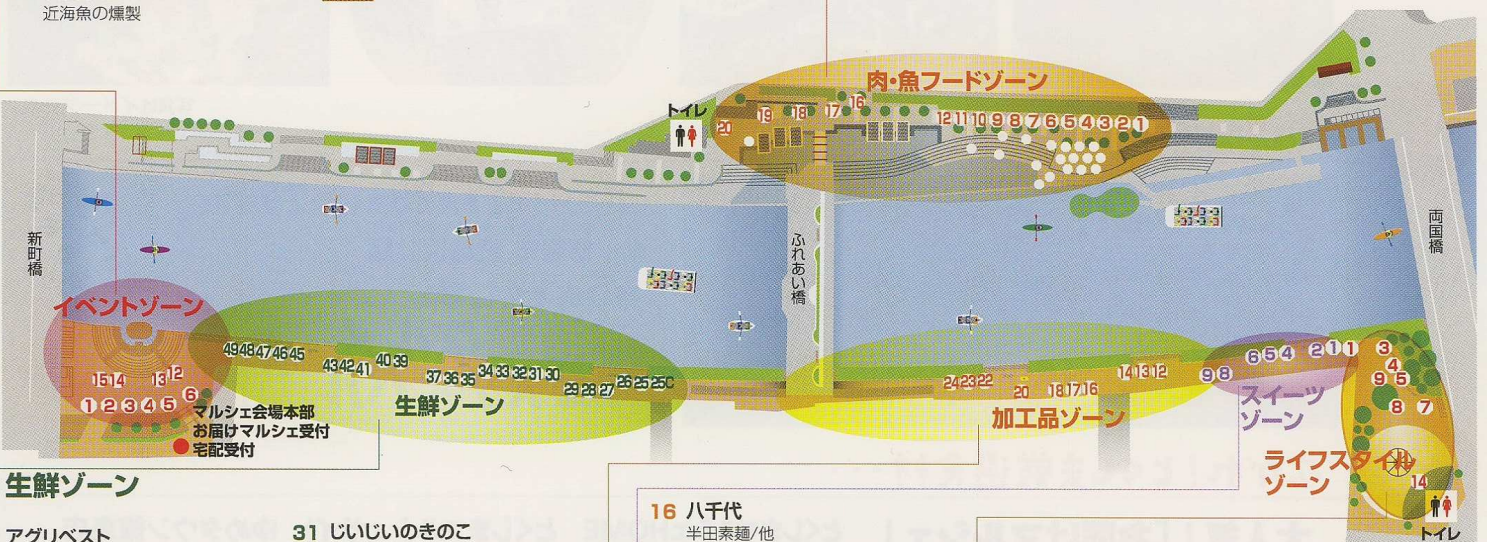 近海魚の燻製
肉・魚フードゾーン
トイレ
20 19 18 17 16
12 11 10 9 8 7 6 5 4 3 2 1
新町橋
ふれあい橋
両国橋
イベントゾーン
15 14 13 12
1 2 3 4 5 6
マルシェ会場本部
お届けマルシェ受付
宅配受付
49 48 47 46 45
43 42 41 40 39
37 36 35 34 33 32 31 30
29 28 27 26 25 25C
生鮮ゾーン
24 23 22 20 18 17 16
14 13 12
加工品ゾーン
9 8 6 5 4 2 1
スイーツ
ゾーン
1 3
4
9 5
8 7
ライフスタイル
ゾーン
14
トイレ
生鮮ゾーン
アグリベスト
31 じいじいのきのこ
16 八千代
半田素麺/他